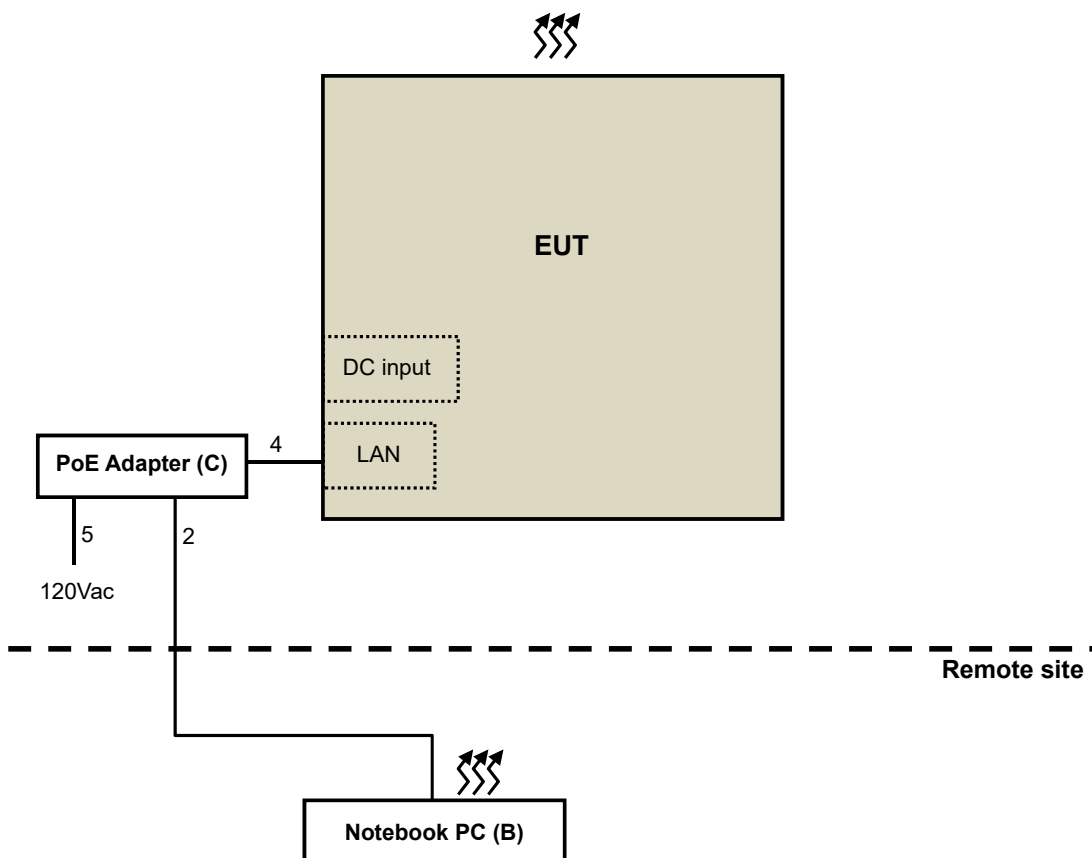 EUT
DC input
LAN
4
PoE Adapter (C)
5
2
120Vac
Remote site
Notebook PC (B)